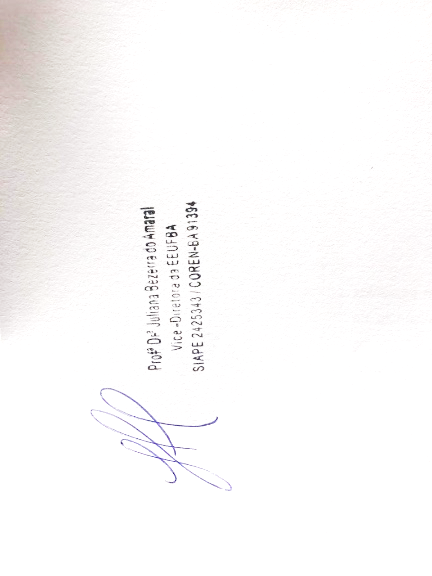 Profª Drª Juliana Bezerra do Amaral
Vice-Diretora da EEUFBA
SIAPE 2425343 / COREN-BA 91394